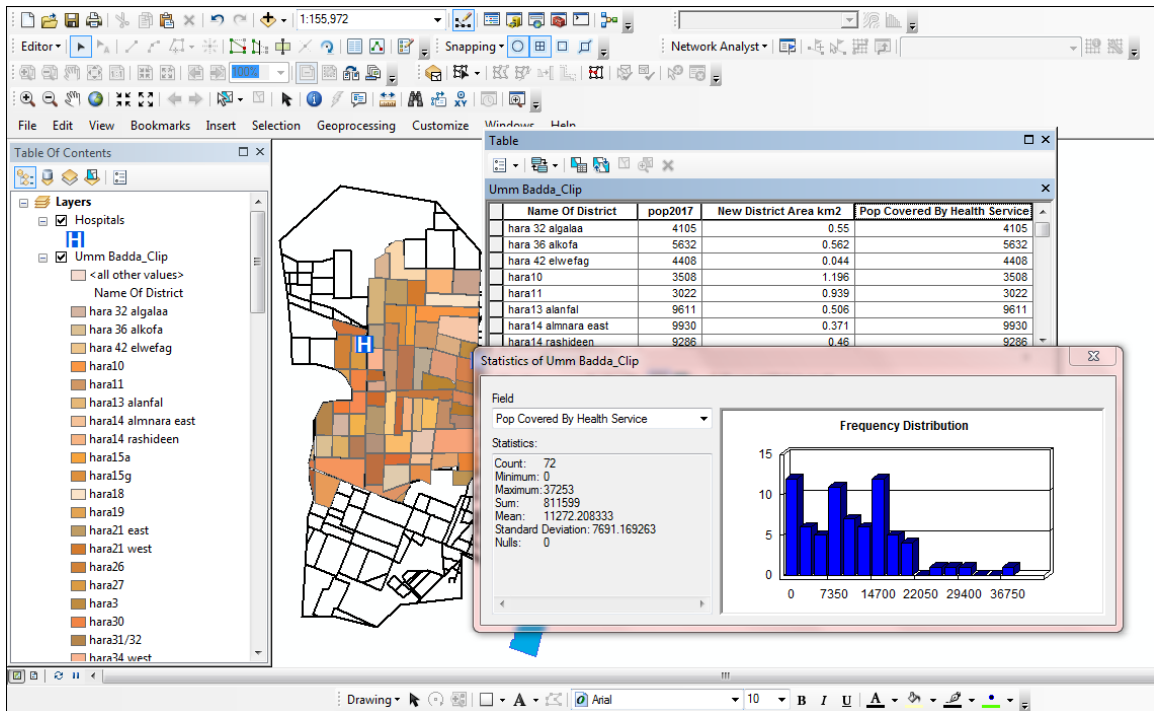 1:155,972
Editor
Snapping
Network Analyst
100%
File Edit View Bookmarks Insert Selection Geoprocessing Customize Windows Help
Table Of Contents
Layers
Hospitals
H
Umm Badda_Clip
<all other values>
Name Of District
hara 32 algalaa
hara 36 alkofa
hara 42 elwefag
hara10
hara11
hara13 alanfal
hara14 almnara east
hara14 rashideen
hara15a
hara15g
hara18
hara19
hara21 east
hara21 west
hara26
hara27
hara3
hara30
hara31/32
hara34 west
H
Table
Umm Badda_Clip
Name Of District pop2017 New District Area km2 Pop Covered By Health Service
hara 32 algalaa 4105 0.55 4105
hara 36 alkofa 5632 0.562 5632
hara 42 elwefag 4408 0.044 4408
hara10 3508 1.196 3508
hara11 3022 0.939 3022
hara13 alanfal 9611 0.506 9611
hara14 almnara east 9930 0.371 9930
hara14 rashideen 9286 0.46 9286
Statistics of Umm Badda_Clip
Field
Pop Covered By Health Service
Statistics:
Count: 72
Minimum: 0
Maximum: 37253
Sum: 811599
Mean: 11272.208333
Standard Deviation: 7691.169263
Nulls: 0
Frequency Distribution
15
10
5
0
0 7350 14700 22050 29400 36750
Drawing A Arial 10 B I U A